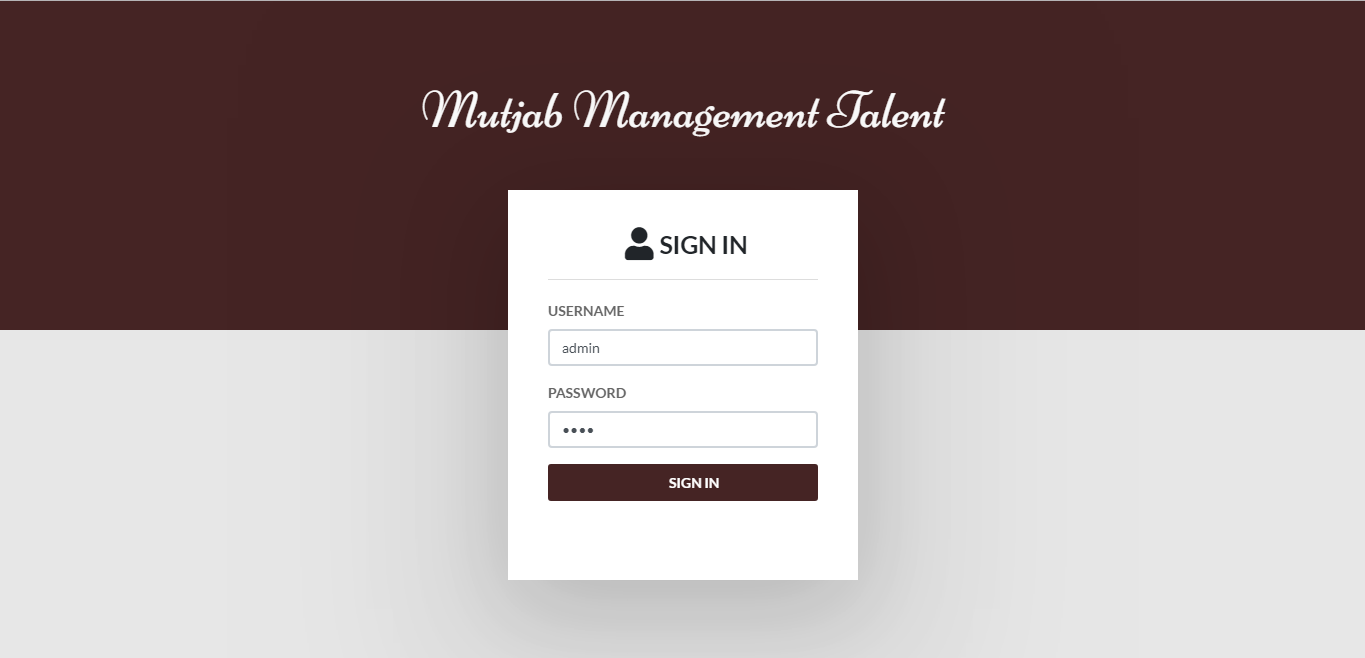 Mutjab Management Talent
SIGN IN
USERNAME
admin
PASSWORD
••••
SIGN IN